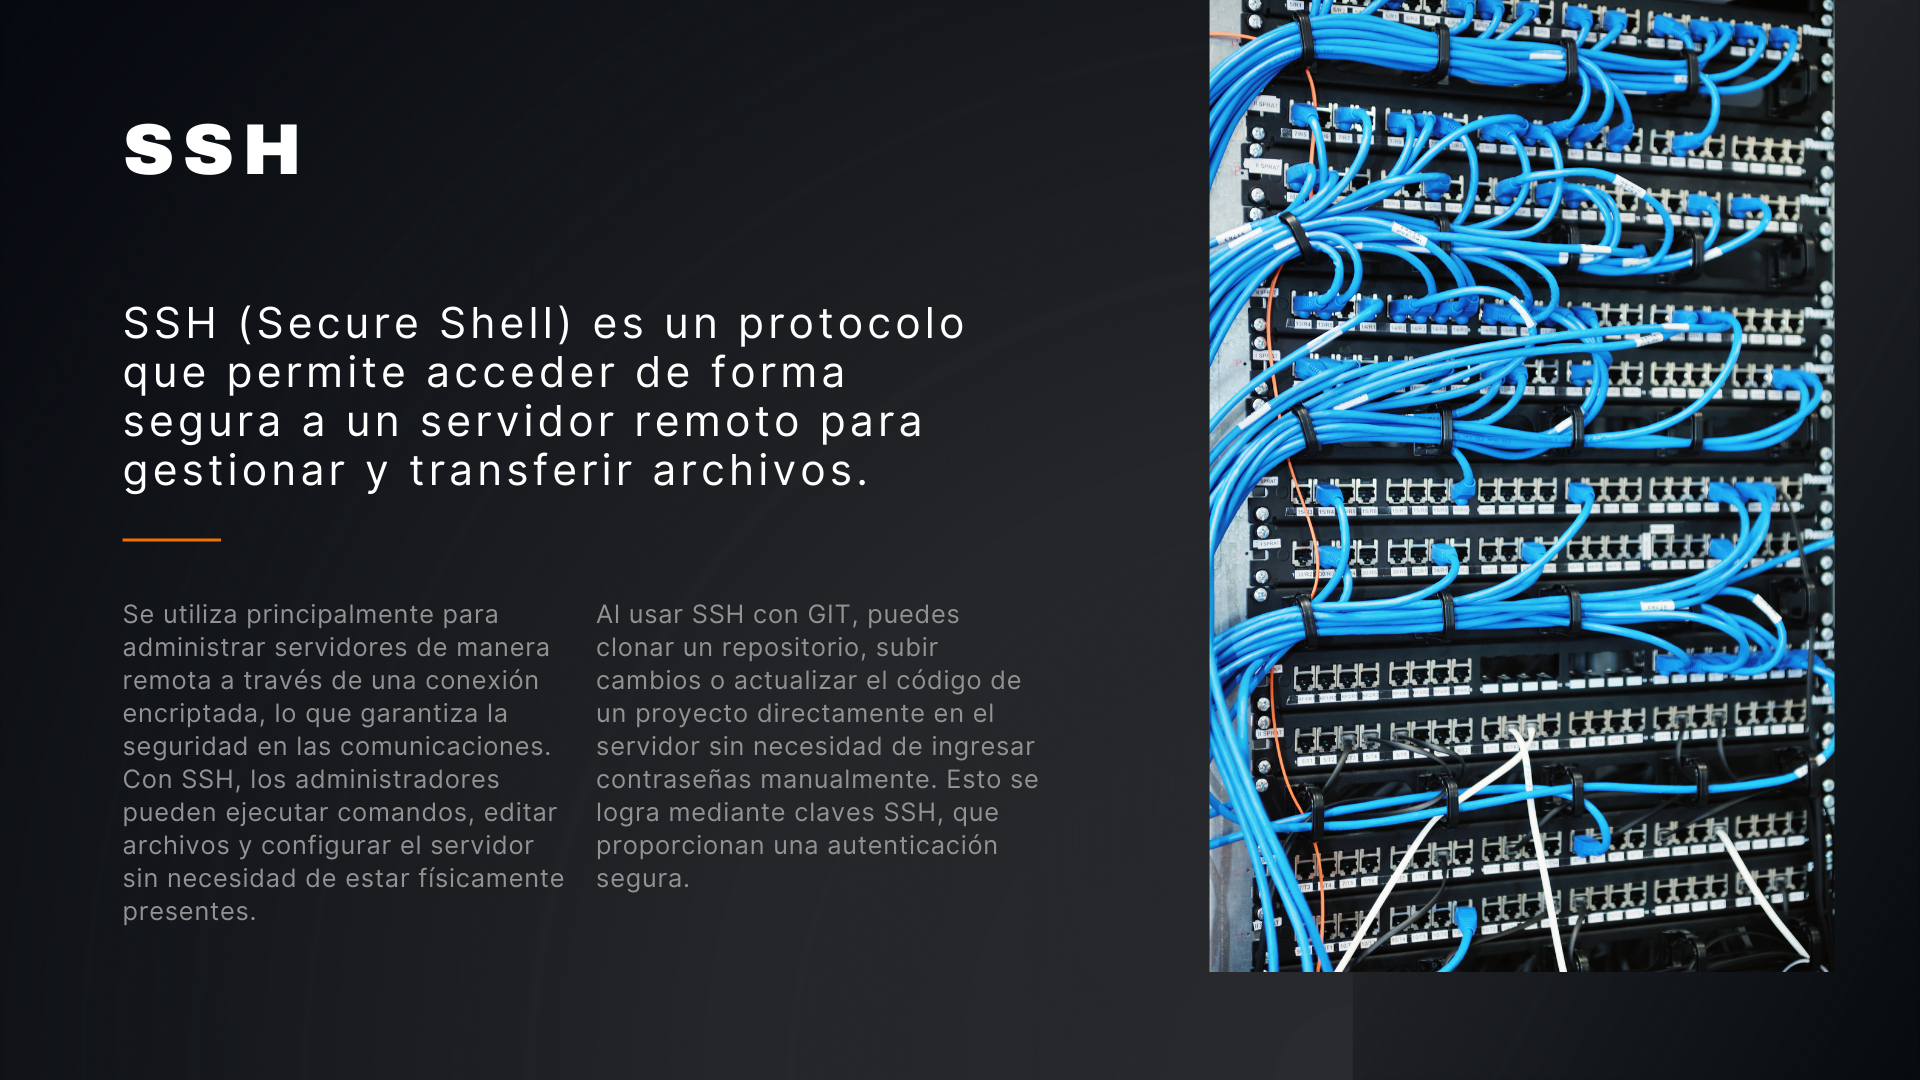 SSH
SSH (Secure Shell) es un protocolo
que permite acceder de forma
segura a un servidor remoto para
gestionar y transferir archivos.
Se utiliza principalmente para
administrar servidores de manera
remota a través de una conexión
encriptada, lo que garantiza la
seguridad en las comunicaciones.
Con SSH, los administradores
pueden ejecutar comandos, editar
archivos y configurar el servidor
sin necesidad de estar físicamente
presentes.
Al usar SSH con GIT, puedes
clonar un repositorio, subir
cambios o actualizar el código de
un proyecto directamente en el
servidor sin necesidad de ingresar
contraseñas manualmente. Esto se
logra mediante claves SSH, que
proporcionan una autenticación
segura.